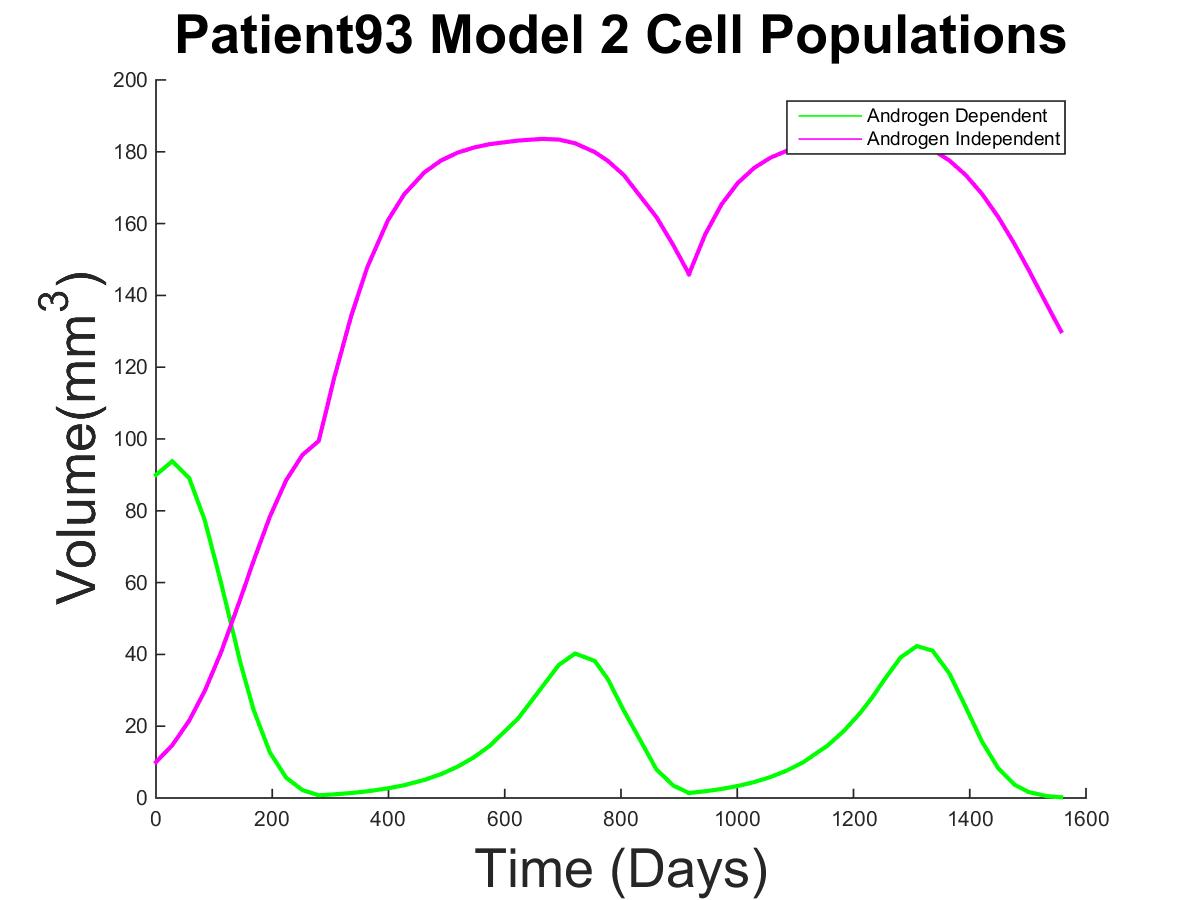 Patient93 Model 2 Cell Populations
Androgen Dependent
Androgen Independent
Volume(mm³)
200
180
160
140
120
100
80
60
40
20
0
0 200 400 600 800 1000 1200 1400 1600
Time (Days)